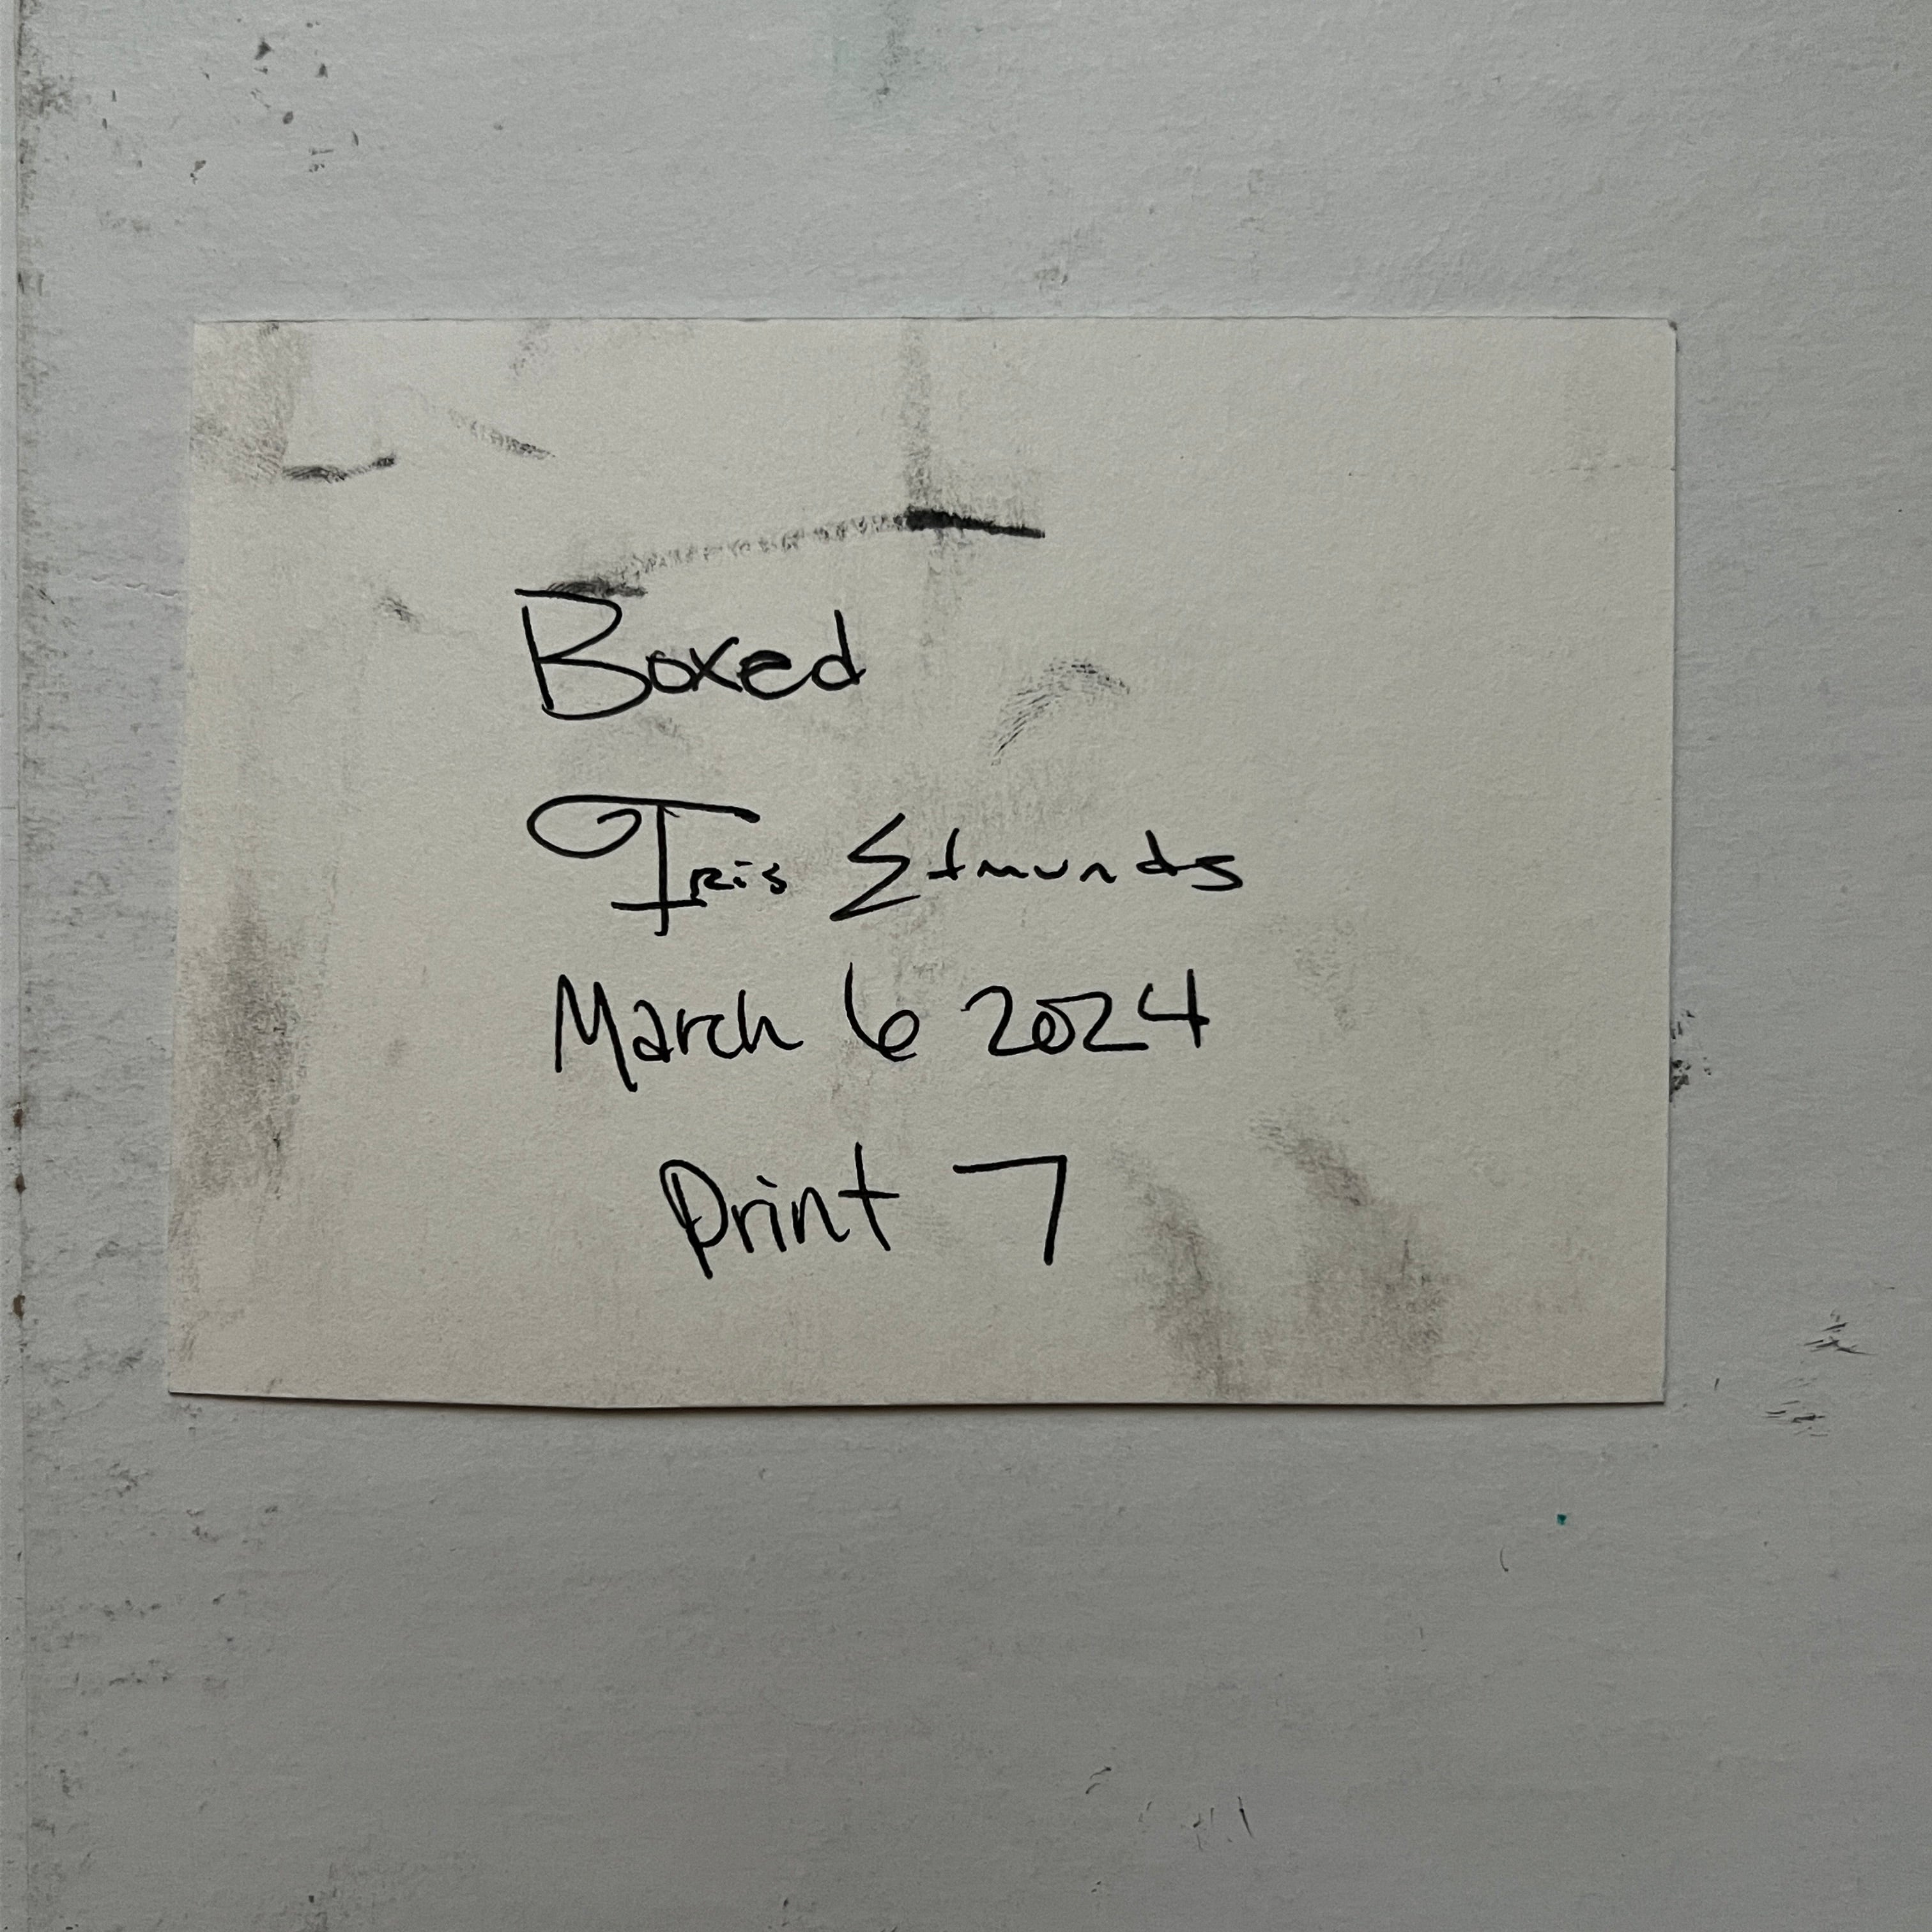 Boxed
Iris Edmunds
March 6 2024
Print 7